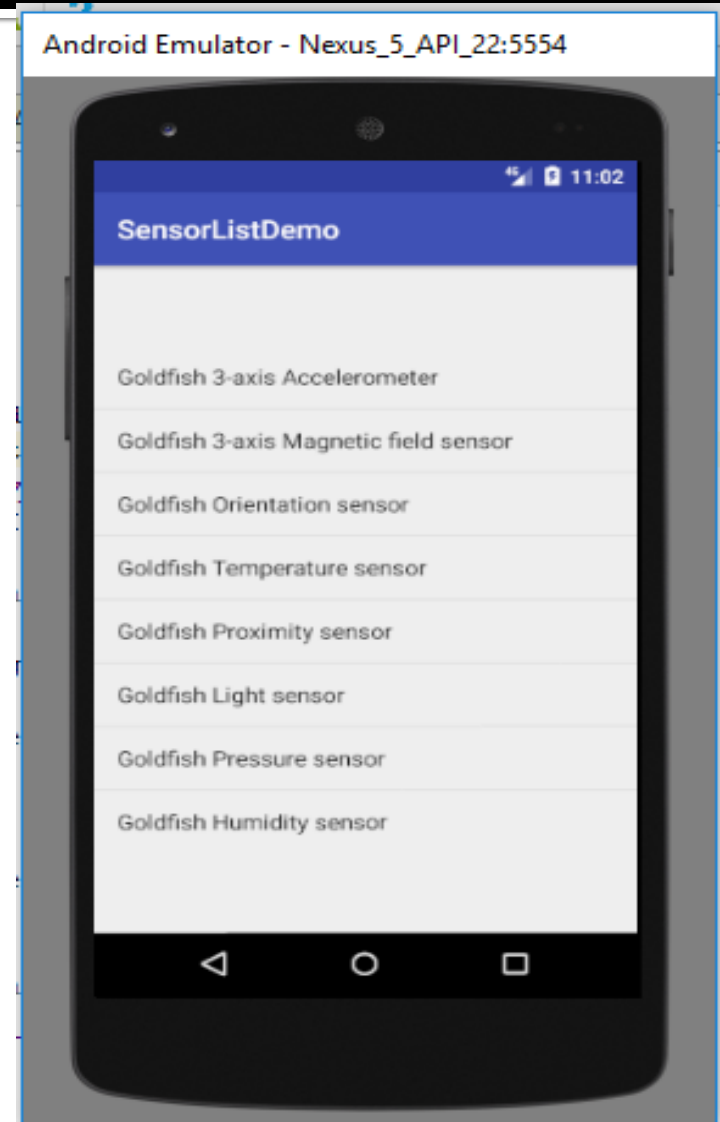 Android Emulator - Nexus_5_API_22:5554
4G 11:02
SensorListDemo
Goldfish 3-axis Accelerometer
Goldfish 3-axis Magnetic field sensor
Goldfish Orientation sensor
Goldfish Temperature sensor
Goldfish Proximity sensor
Goldfish Light sensor
Goldfish Pressure sensor
Goldfish Humidity sensor